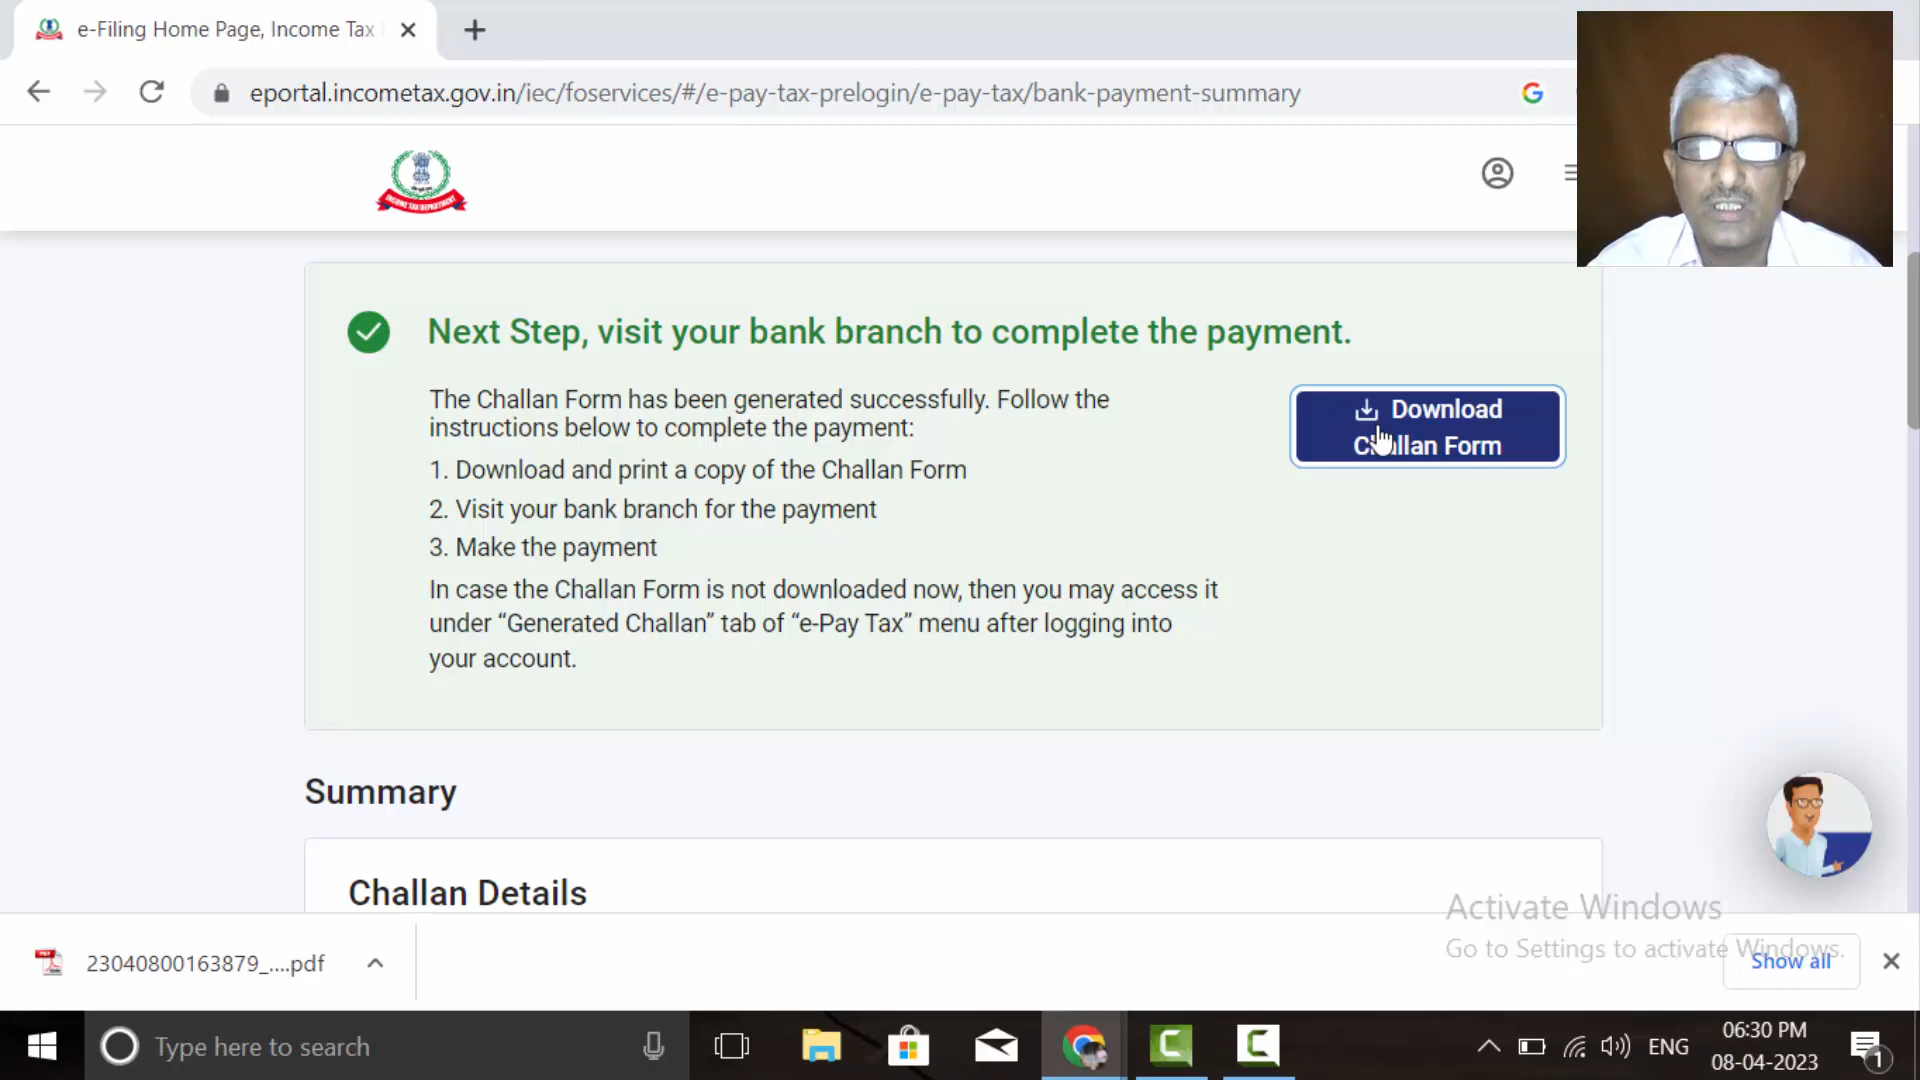 e-Filing Home Page, Income Tax
eportal.incometax.gov.in/iec/foservices/#/e-pay-tax-prelogin/e-pay-tax/bank-payment-summary
INCOME TAX DEPARTMENT
Next Step, visit your bank branch to complete the payment.
The Challan Form has been generated successfully. Follow the
instructions below to complete the payment:
1. Download and print a copy of the Challan Form
2. Visit your bank branch for the payment
3. Make the payment
In case the Challan Form is not downloaded now, then you may access it
under “Generated Challan” tab of “e-Pay Tax” menu after logging into
your account.
Download
Challan Form
Summary
Challan Details
Activate Windows
Go to Settings to activate Windows.
23040800163879_....pdf
Show all
Type here to search
ENG
06:30 PM
08-04-2023
1